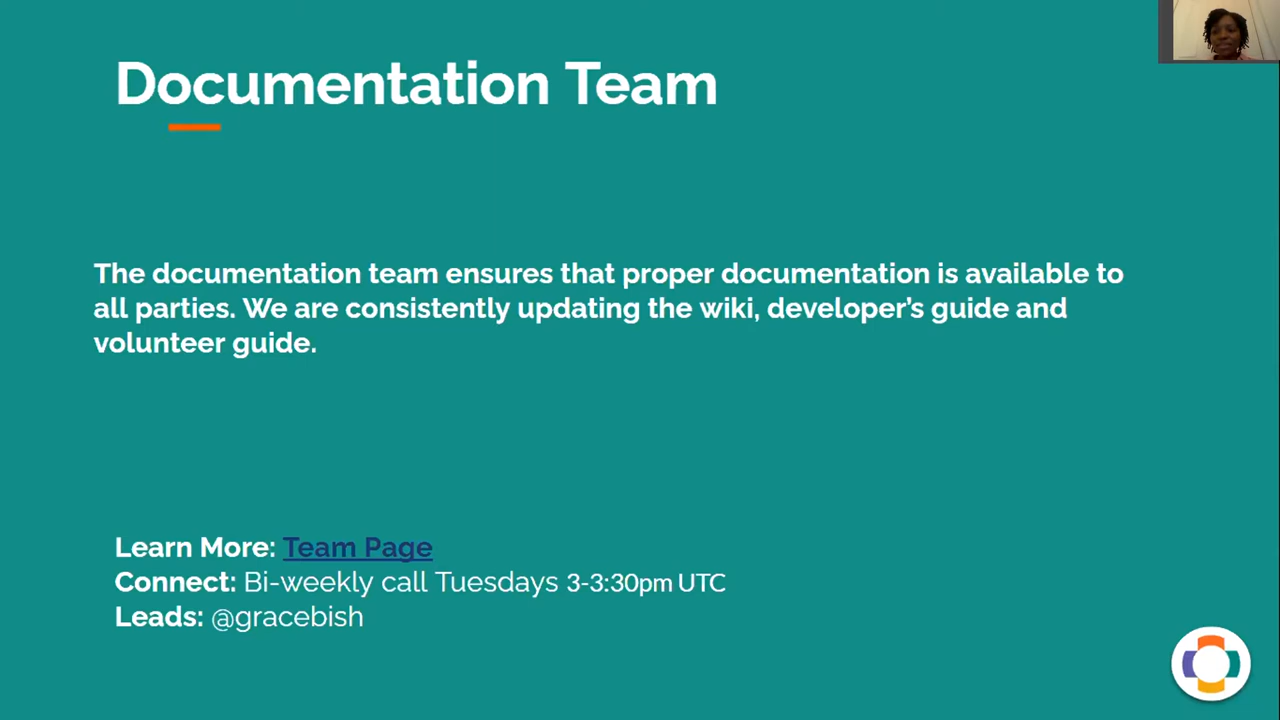 Documentation Team
The documentation team ensures that proper documentation is available to
all parties. We are consistently updating the wiki, developer’s guide and
volunteer guide.
Learn More: Team Page
Connect: Bi-weekly call Tuesdays 3-3:30pm UTC
Leads: @gracebish